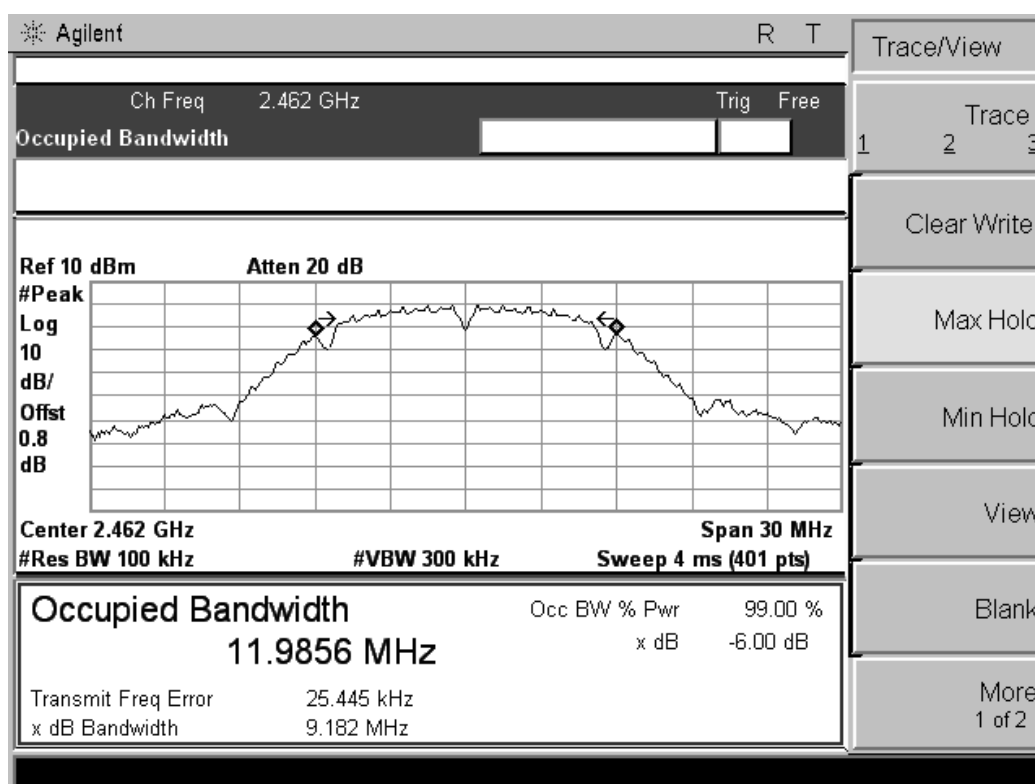 Agilent R T
Ch Freq 2.462 GHz Trig Free
Occupied Bandwidth
Ref 10 dBm Atten 20 dB
#Peak
Log
10
dB/
Offst
0.8
dB
Center 2.462 GHz Span 30 MHz
#Res BW 100 kHz #VBW 300 kHz Sweep 4 ms (401 pts)
Occupied Bandwidth
11.9856 MHz
Occ BW % Pwr 99.00 %
x dB -6.00 dB
Transmit Freq Error 25.445 kHz
x dB Bandwidth 9.182 MHz
Trace/View
Trace
1 2 3
Clear Write
Max Hold
Min Hold
View
Blank
More
1 of 2